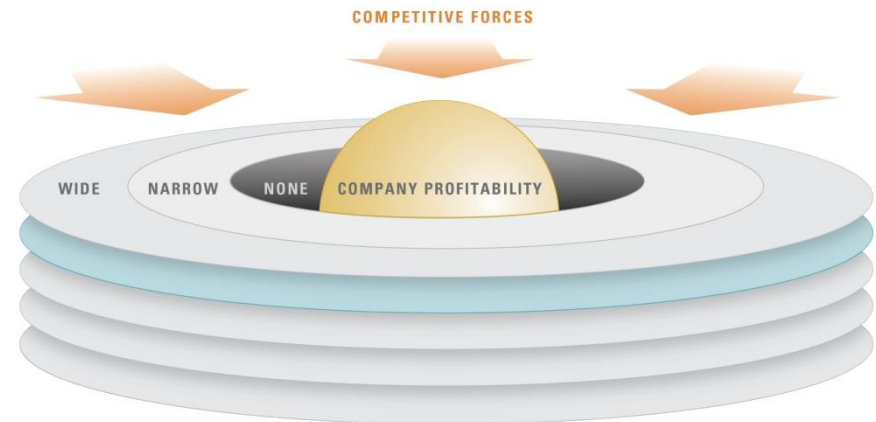 COMPETITIVE FORCES
WIDE NARROW NONE COMPANY PROFITABILITY